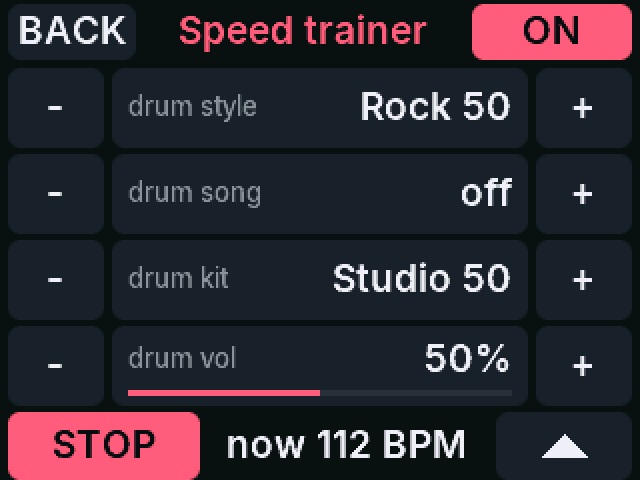 BACK Speed trainer ON
- drum style Rock 50 +
- drum song off +
- drum kit Studio 50 +
- drum vol 50% +
STOP now 112 BPM